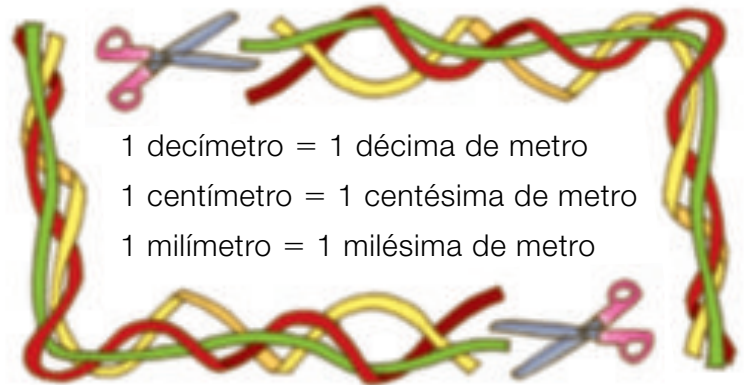 1 decímetro = 1 décima de metro
1 centímetro = 1 centésima de metro
1 milímetro = 1 milésima de metro